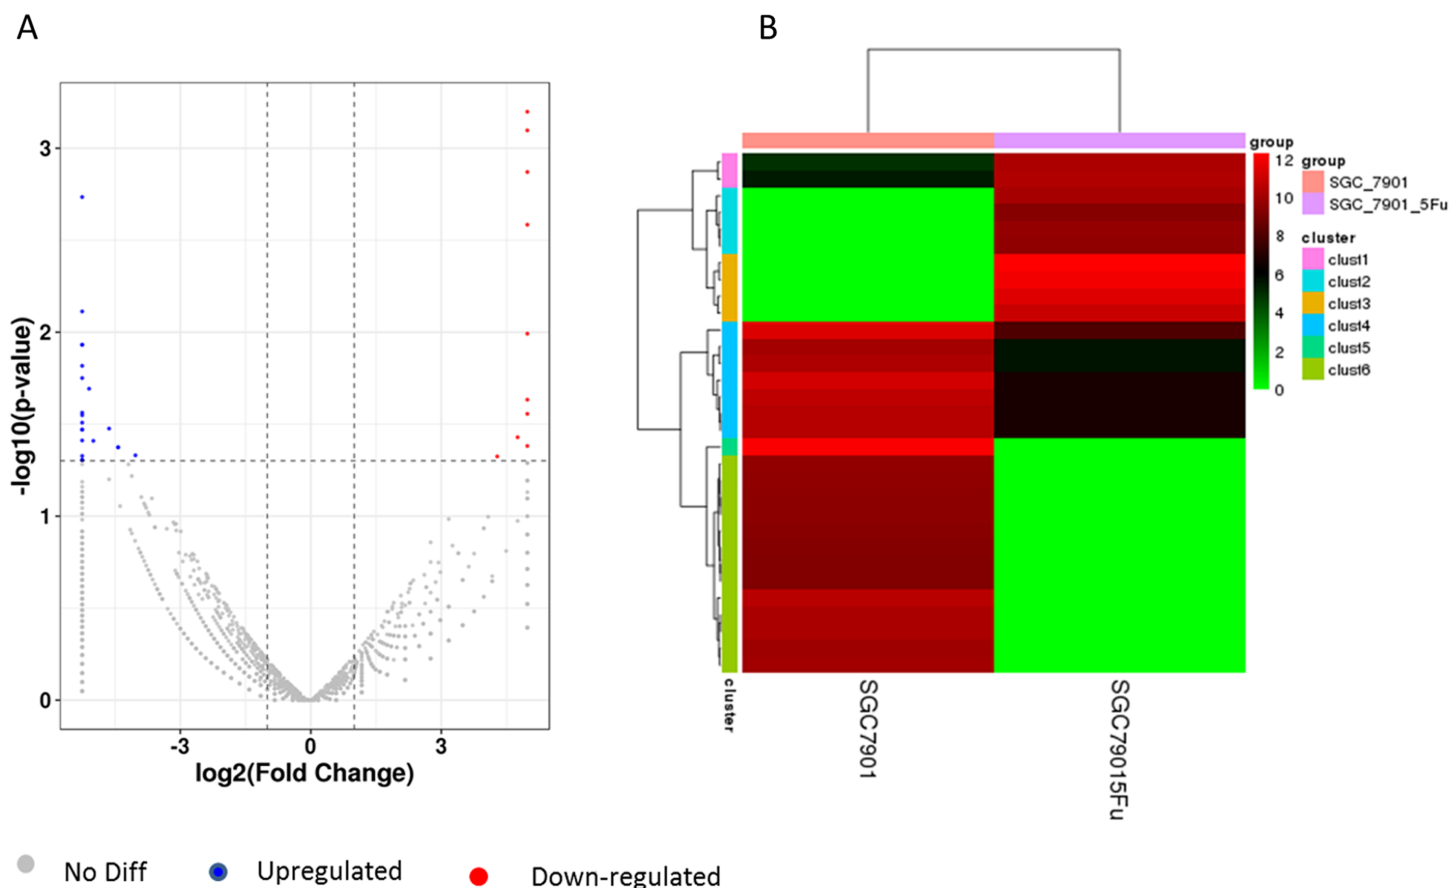 A
B
-log10(p-value)
3
2
1
0
-3
0
3
log2(Fold Change)
No Diff
Upregulated
Down-regulated
group
12
10
8
6
4
2
0
group
SGC_7901
SGC_7901_5Fu
cluster
clust1
clust2
clust3
clust4
clust5
clust6
cluster
SGC7901
SGC79015Fu